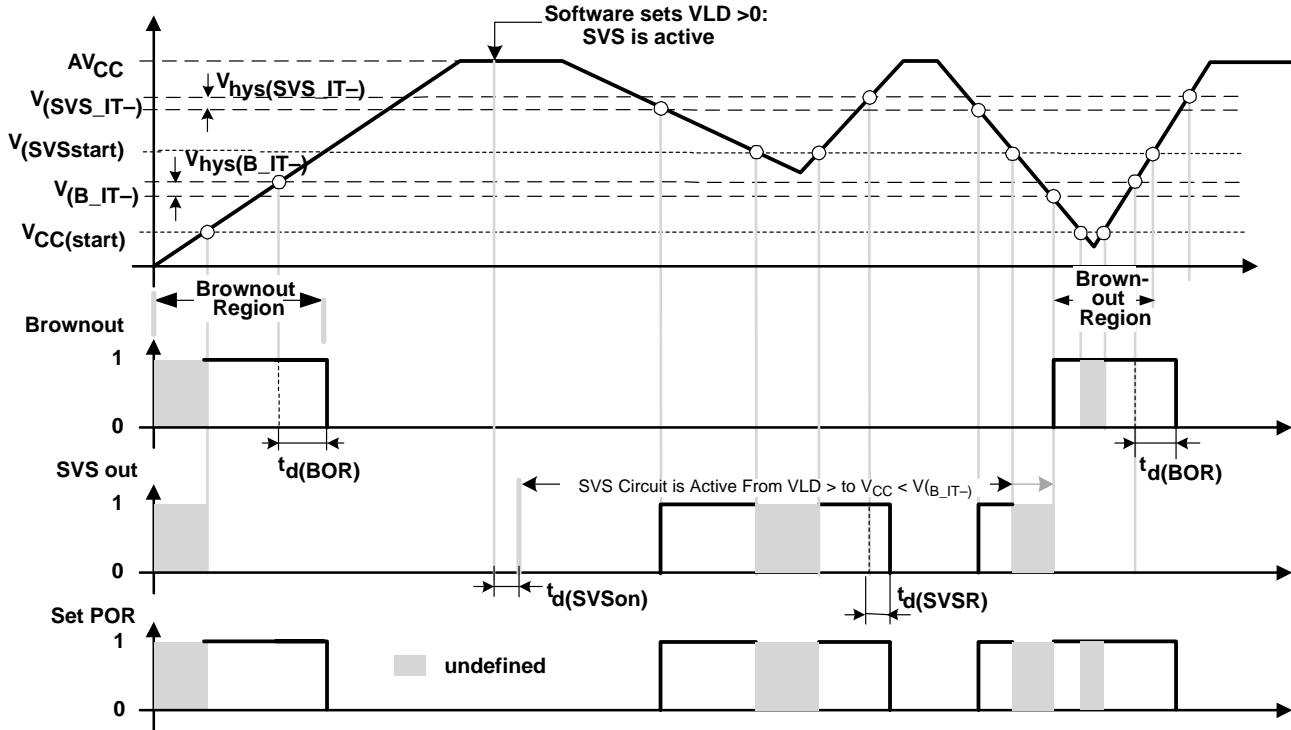 Software sets VLD >0:
SVS is active
AVCC
Vhys(SVS_IT–)
V(SVS_IT–)
V(SVSstart)
Vhys(B_IT–)
V(B_IT–)
VCC(start)
Brownout
Region
Brown-
out
Region
Brownout
1
0
td(BOR)
td(BOR)
SVS out
SVS Circuit is Active From VLD > to VCC < V(B_IT–)
1
0
td(SVSon)
td(SVSR)
Set POR
1
undefined
0